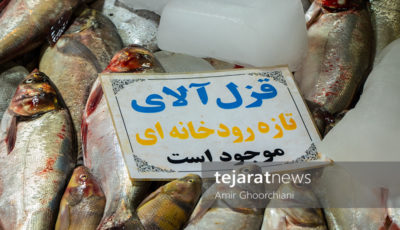 قزل آلای
تازه رودخانه ای
موجود است
tejaratnews
Amir Ghoorchiani